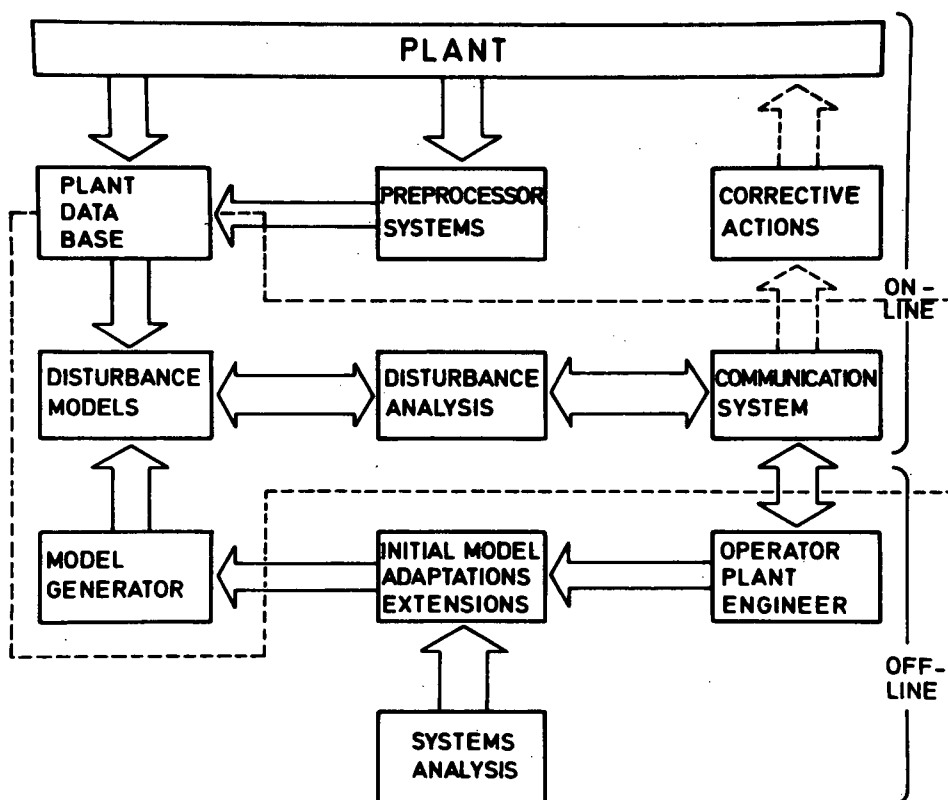 PLANT
PLANT
DATA
BASE
PREPROCESSOR
SYSTEMS
CORRECTIVE
ACTIONS
ON-
LINE
DISTURBANCE
MODELS
DISTURBANCE
ANALYSIS
COMMUNICATION
SYSTEM
MODEL
GENERATOR
INITIAL MODEL
ADAPTATIONS
EXTENSIONS
OPERATOR
PLANT
ENGINEER
OFF-
LINE
SYSTEMS
ANALYSIS